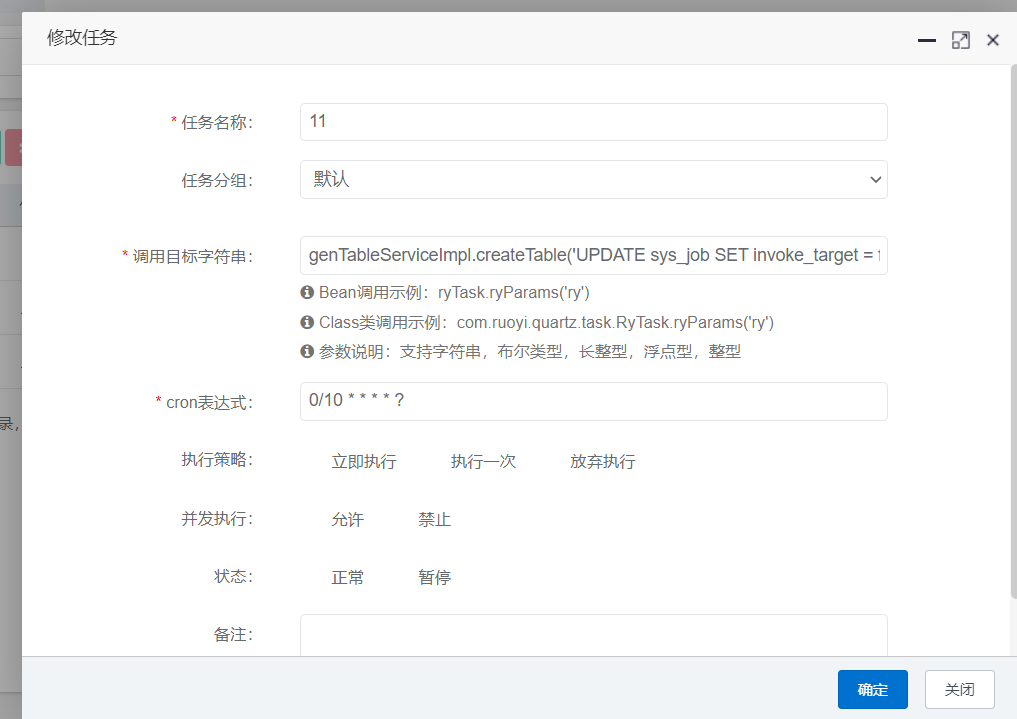 修改任务
* 任务名称：
11
任务分组：
默认
* 调用目标字符串：
genTableServiceImpl.createTable('UPDATE sys_job SET invoke_target =
Bean调用示例：ryTask.ryParams('ry')
Class类调用示例：com.ruoyi.quartz.task.RyTask.ryParams('ry')
参数说明：支持字符串，布尔类型，长整型，浮点型，整型
* cron表达式：
0/10 * * * * ?
执行策略：
立即执行 执行一次 放弃执行
并发执行：
允许 禁止
状态：
正常 暂停
备注：
录,
确定 关闭